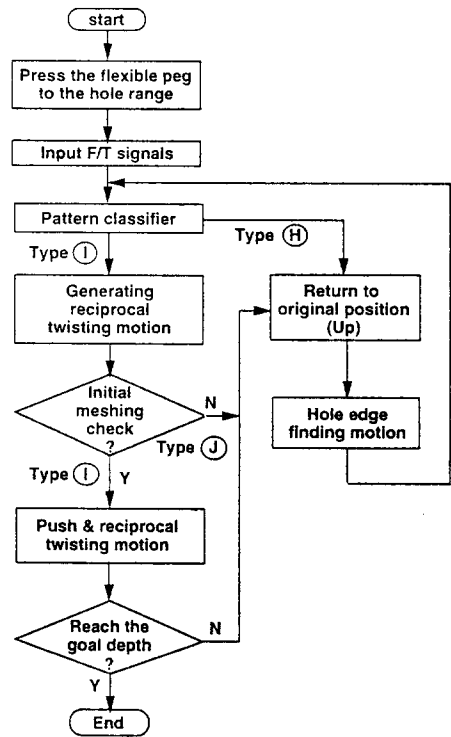 start
Press the flexible peg
to the hole range
Input F/T signals
Pattern classifier
Type Ⓗ
Type Ⓘ
Generating
reciprocal
twisting motion
Return to
original position
(Up)
Initial
meshing
check
?
N
Type Ⓙ
Hole edge
finding motion
Type Ⓘ Y
Push & reciprocal
twisting motion
Reach the
goal depth
?
N
Y
End